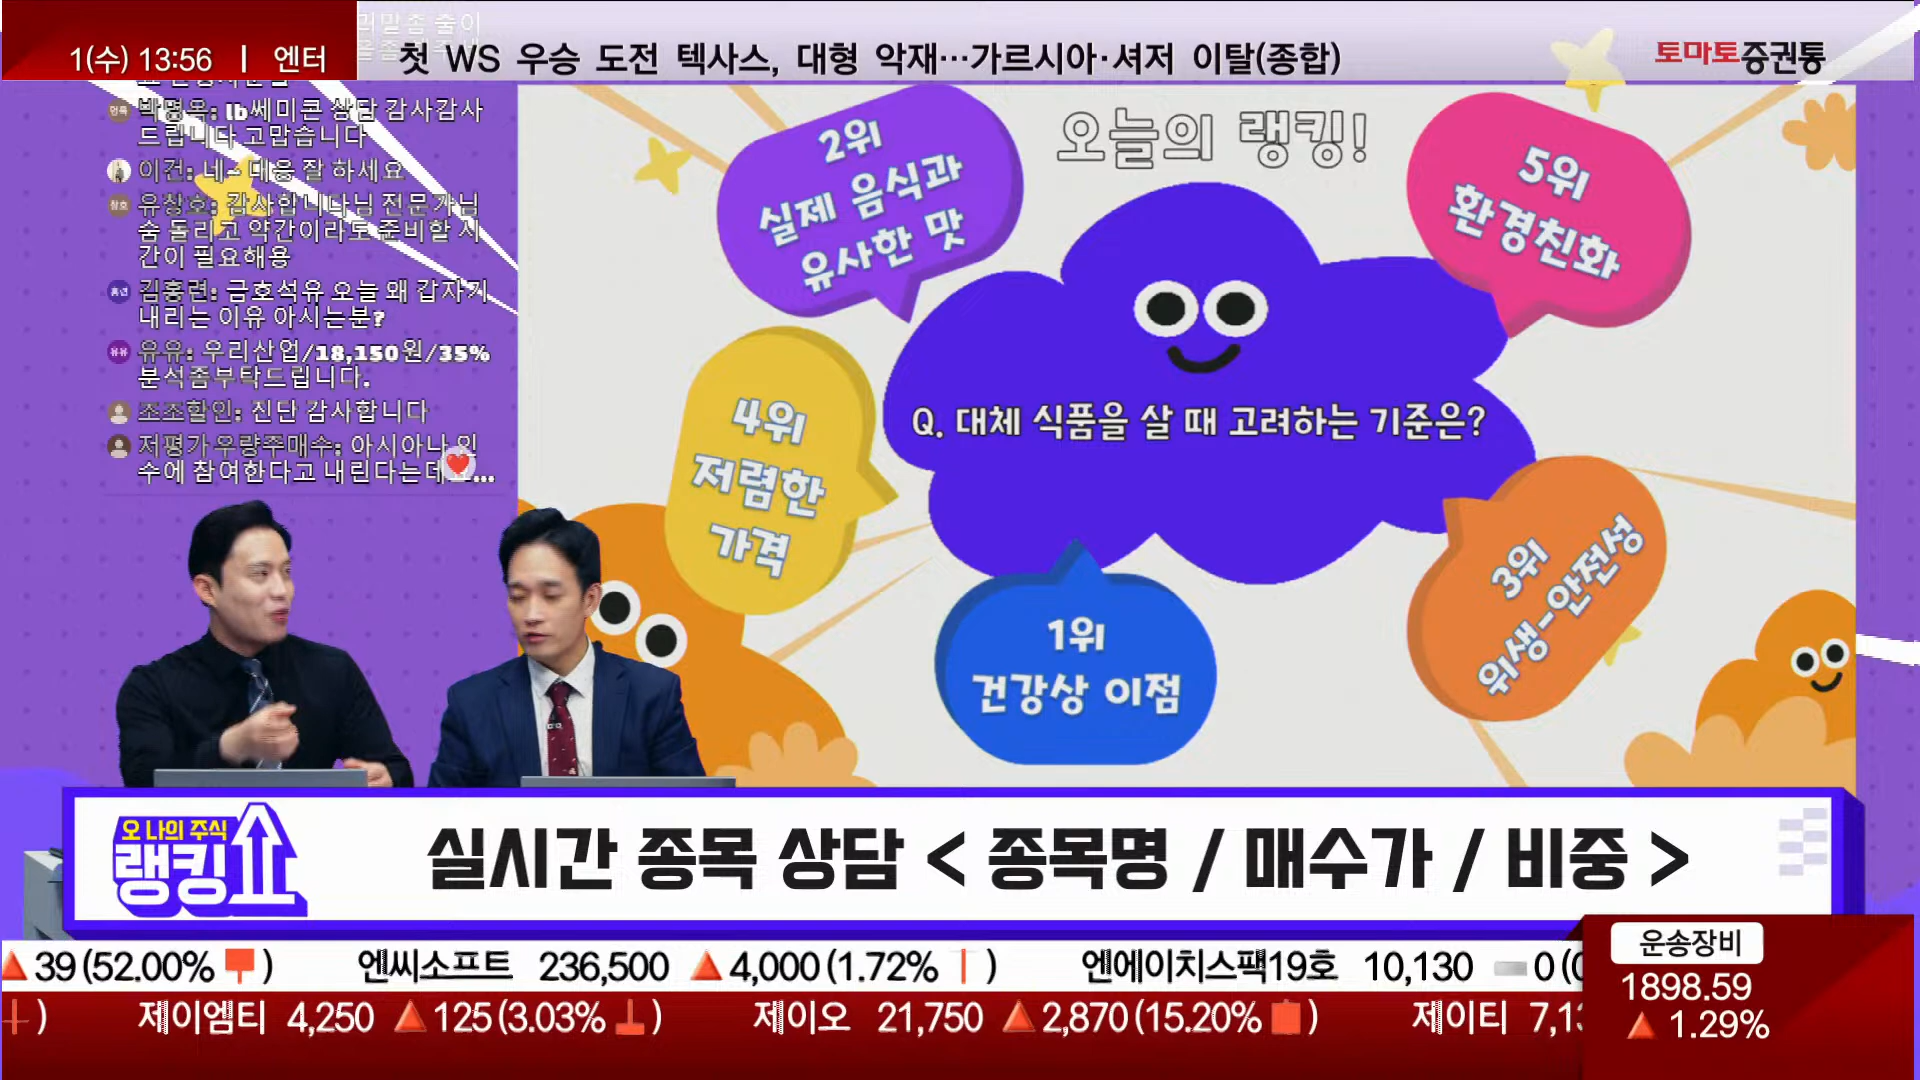 1(수) 13:56 | 엔터
첫 WS 우승 도전 텍사스, 대형 악재…가르시아·셔저 이탈(종합)
토마토증권통
박명옥: lb쎄미콘 상담 감사감사
드립니다 고맙습니다
이건: 네~ 대응 잘 하세요
유창호: 감사합니다님 전문가님
숨 돌리고 약간이라도 준비할 시
간이 필요해용
김홍련: 금호석유 오늘 왜 갑자기
내리는 이유 아시는분?
유유: 우리산업/18,150원/35%
분석좀부탁드립니다.
조조할인: 진단 감사합니다
저평가우량주매수: 아시아나 인
수에 참여한다고 내린다는데
오늘의 랭킹!
2위
실제 음식과
유사한 맛
5위
환경친화
Q. 대체 식품을 살 때 고려하는 기준은?
4위
저렴한
가격
3위
위생-안전성
1위
건강상 이점
오 나의 주식
랭킹쇼
실시간 종목 상담 < 종목명 / 매수가 / 비중 >
39(52.00% ) 엔씨소프트 236,500 ▲4,000(1.72% ) 엔에이치스팩19호 10,130 0
) 제이엠티 4,250 ▲125(3.03% ) 제이오 21,750 ▲2,870(15.20% ) 제이티
운송장비
1898.59
▲ 1.29%